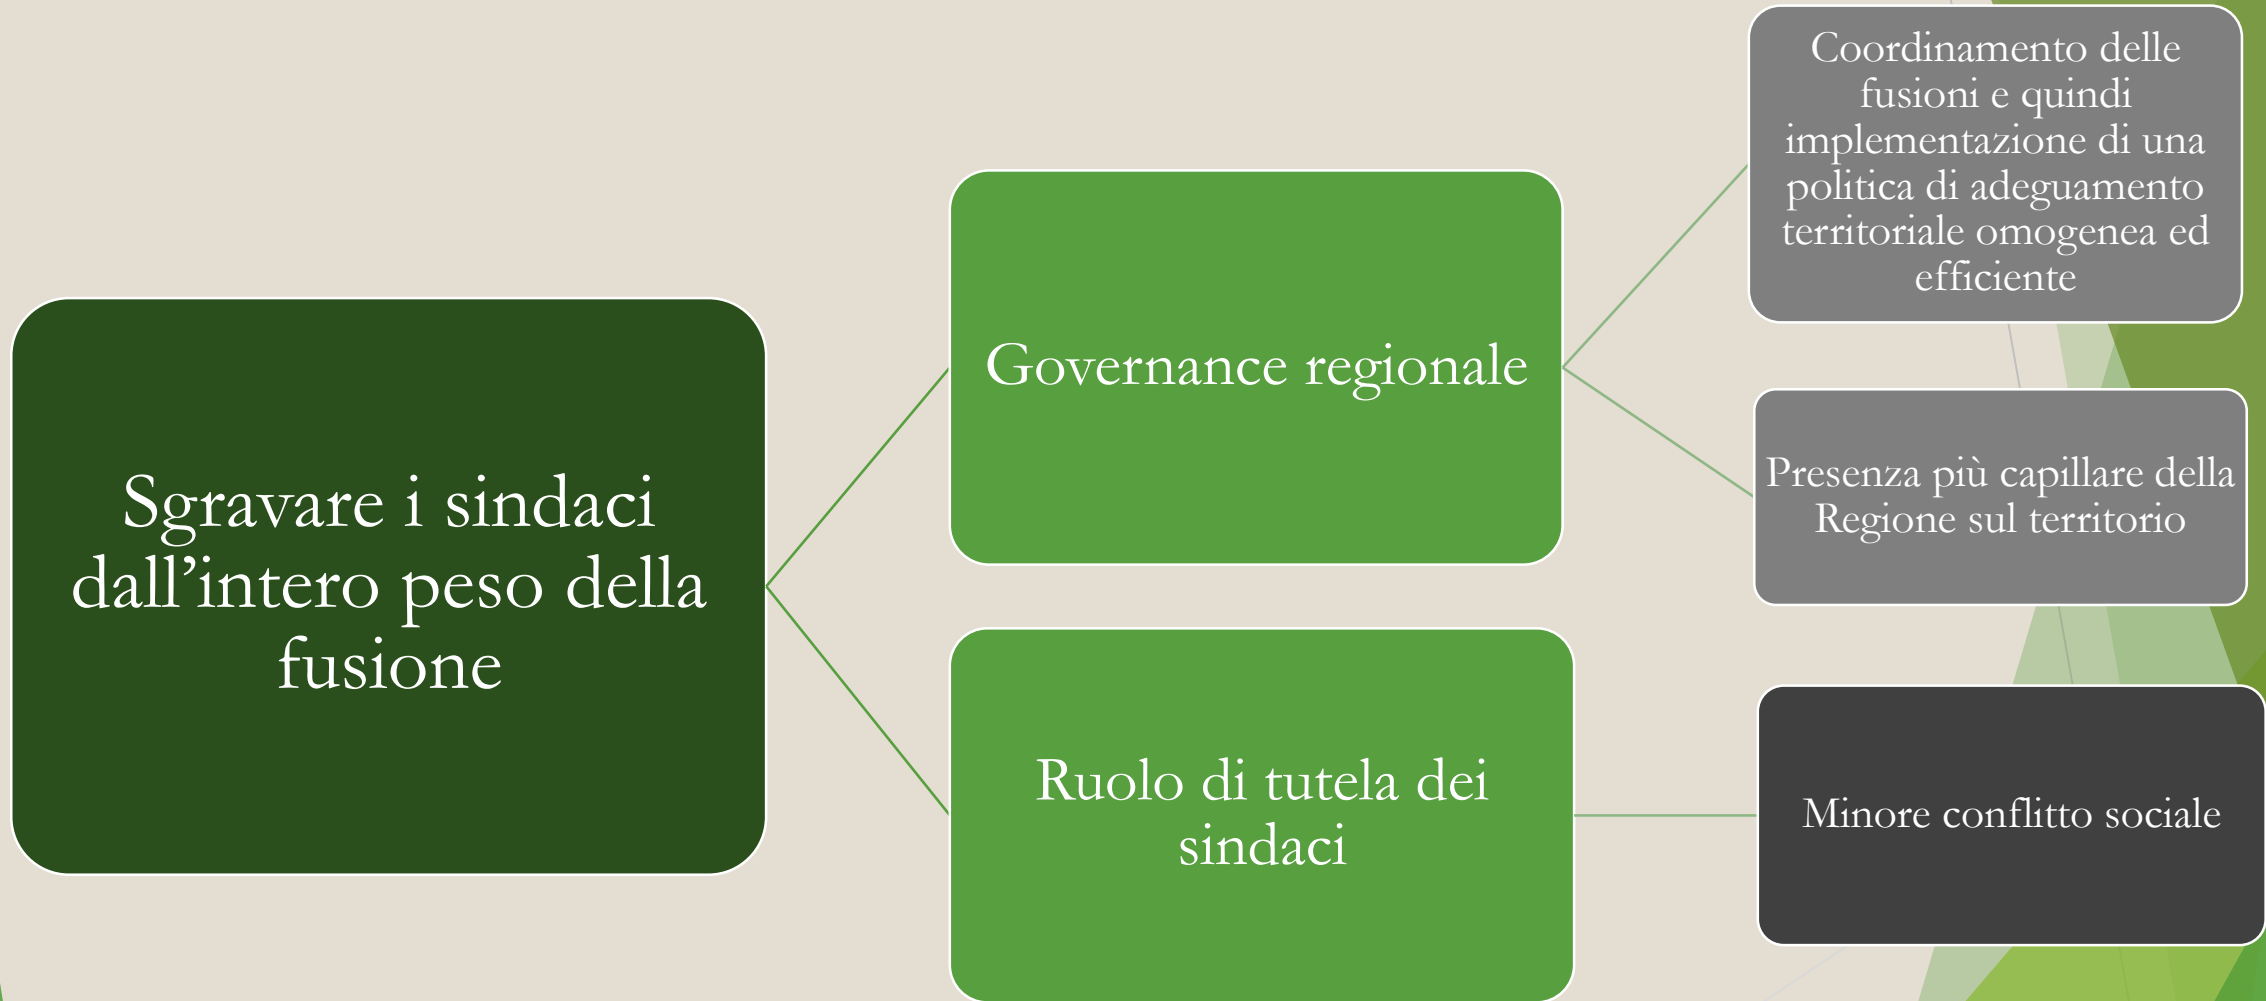 Sgravare i sindaci
dall’intero peso della
fusione
Governance regionale
Coordinamento delle
fusioni e quindi
implementazione di una
politica di adeguamento
territoriale omogenea ed
efficiente
Presenza più capillare della
Regione sul territorio
Ruolo di tutela dei
sindaci
Minore conflitto sociale